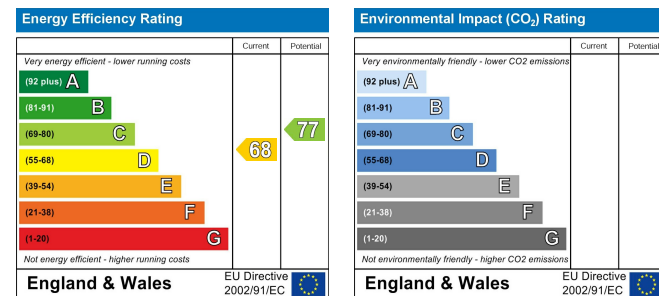 Energy Efficiency Rating
Current Potential
Very energy efficient - lower running costs
(92 plus) A
(81-91) B
(69-80) C
(55-68) D
(39-54) E
(21-38) F
(1-20) G
68
77
Not energy efficient - higher running costs
England & Wales
EU Directive
2002/91/EC
Environmental Impact (CO₂) Rating
Current Potential
Very environmentally friendly - lower CO2 emissions
(92 plus) A
(81-91) B
(69-80) C
(55-68) D
(39-54) E
(21-38) F
(1-20) G
Not environmentally friendly - higher CO2 emissions
England & Wales
EU Directive
2002/91/EC